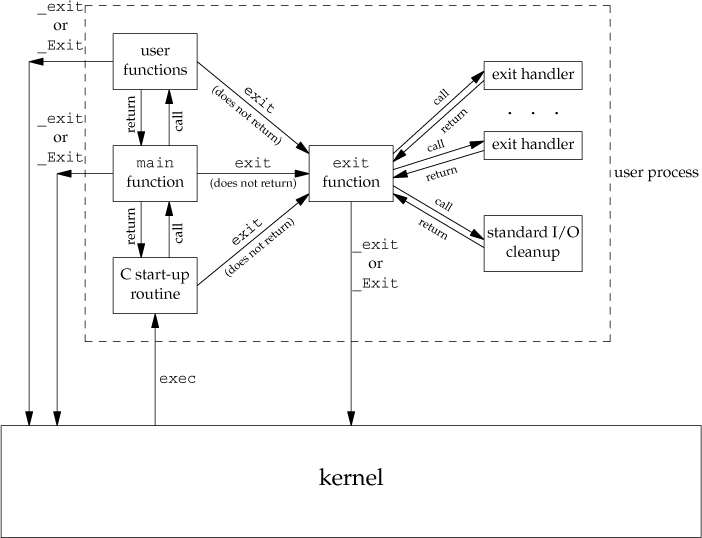 _exit
or
_Exit
user
functions
exit
(does not return)
return
call
_exit
or
_Exit
main
function
exit
(does not return)
exit
function
return
call
exit
(does not return)
C start-up
routine
call
return
exit handler
. . .
call
return
exit handler
call
return
standard I/O
cleanup
user process
_exit
or
_Exit
exec
kernel